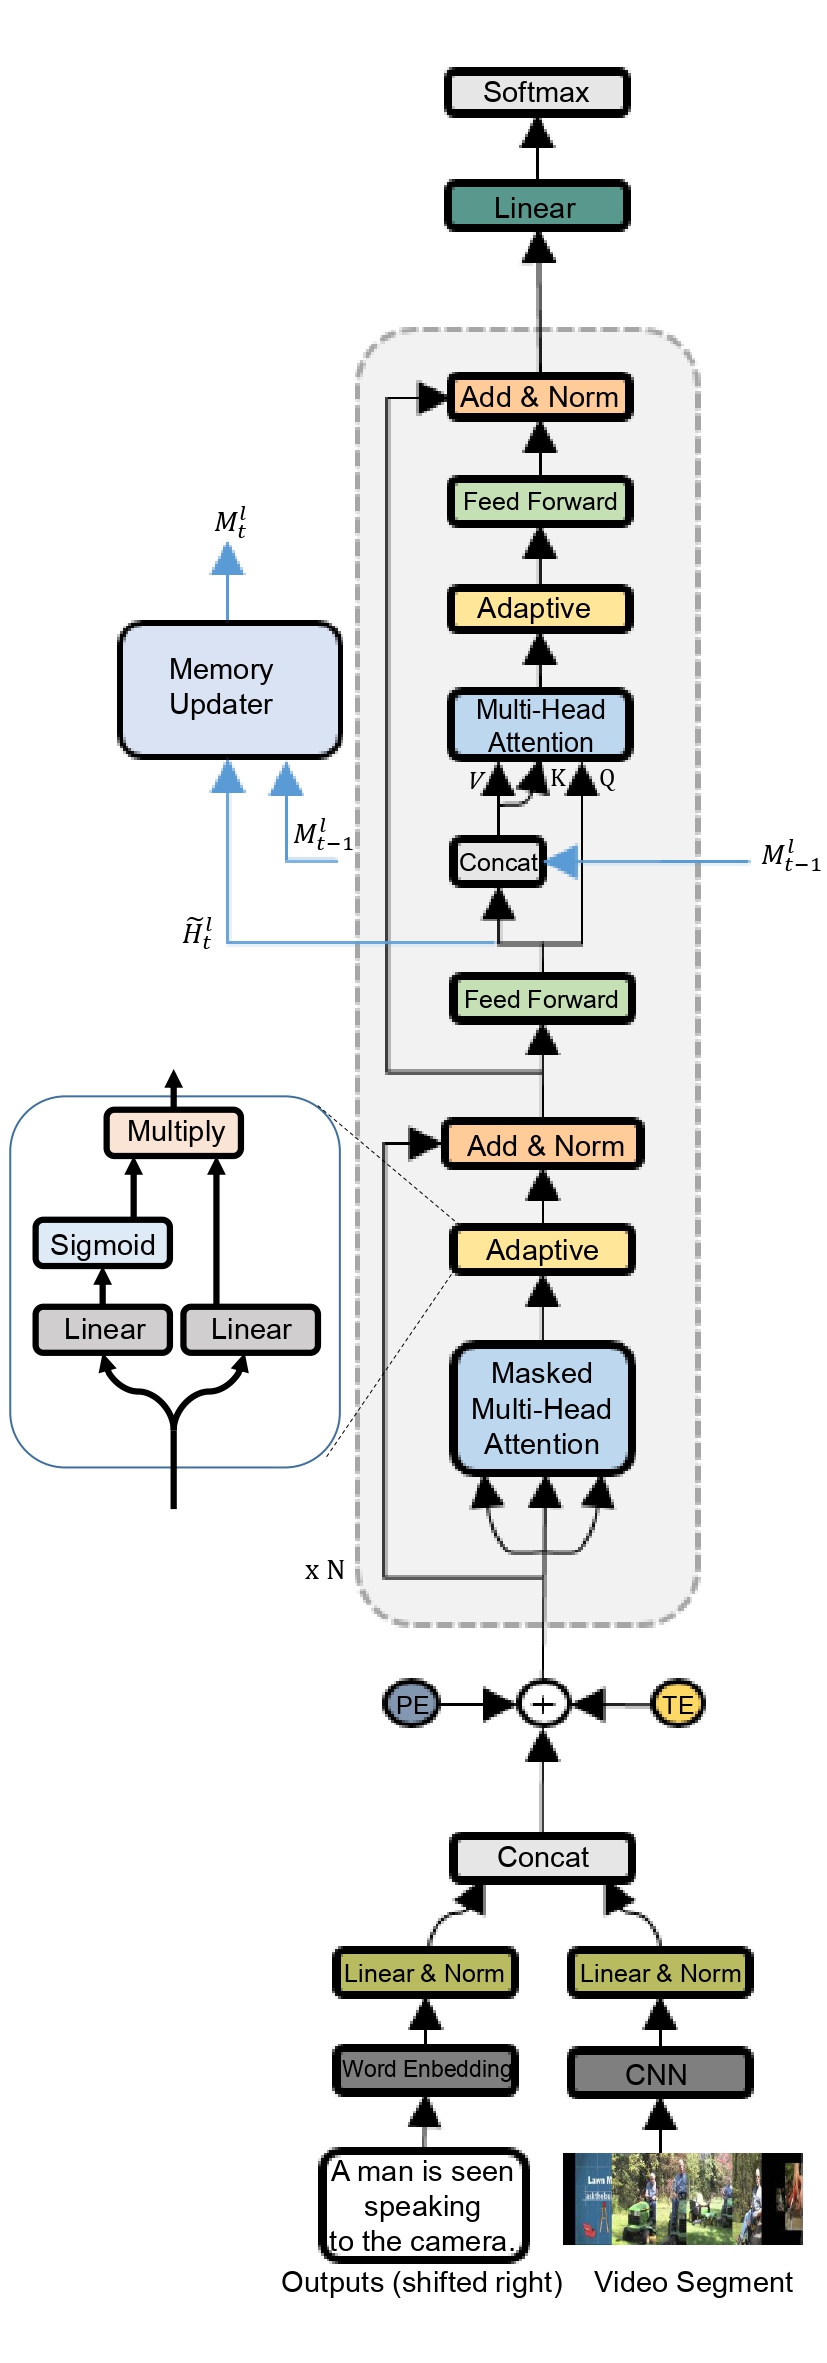 Softmax
Linear
Add & Norm
Feed Forward
M_t^l
Adaptive
Memory
Updater
Multi-Head
Attention
V K Q
M_{t−1}^l
Concat
M_{t−1}^l
H̃_t^l
Feed Forward
Multiply
Add & Norm
Sigmoid
Adaptive
Linear
Linear
Masked
Multi-Head
Attention
x N
PE
+
TE
Concat
Linear & Norm
Linear & Norm
Word Enbedding
CNN
A man is seen
speaking
to the camera.
Lawn M
Outputs (shifted right)
Video Segment